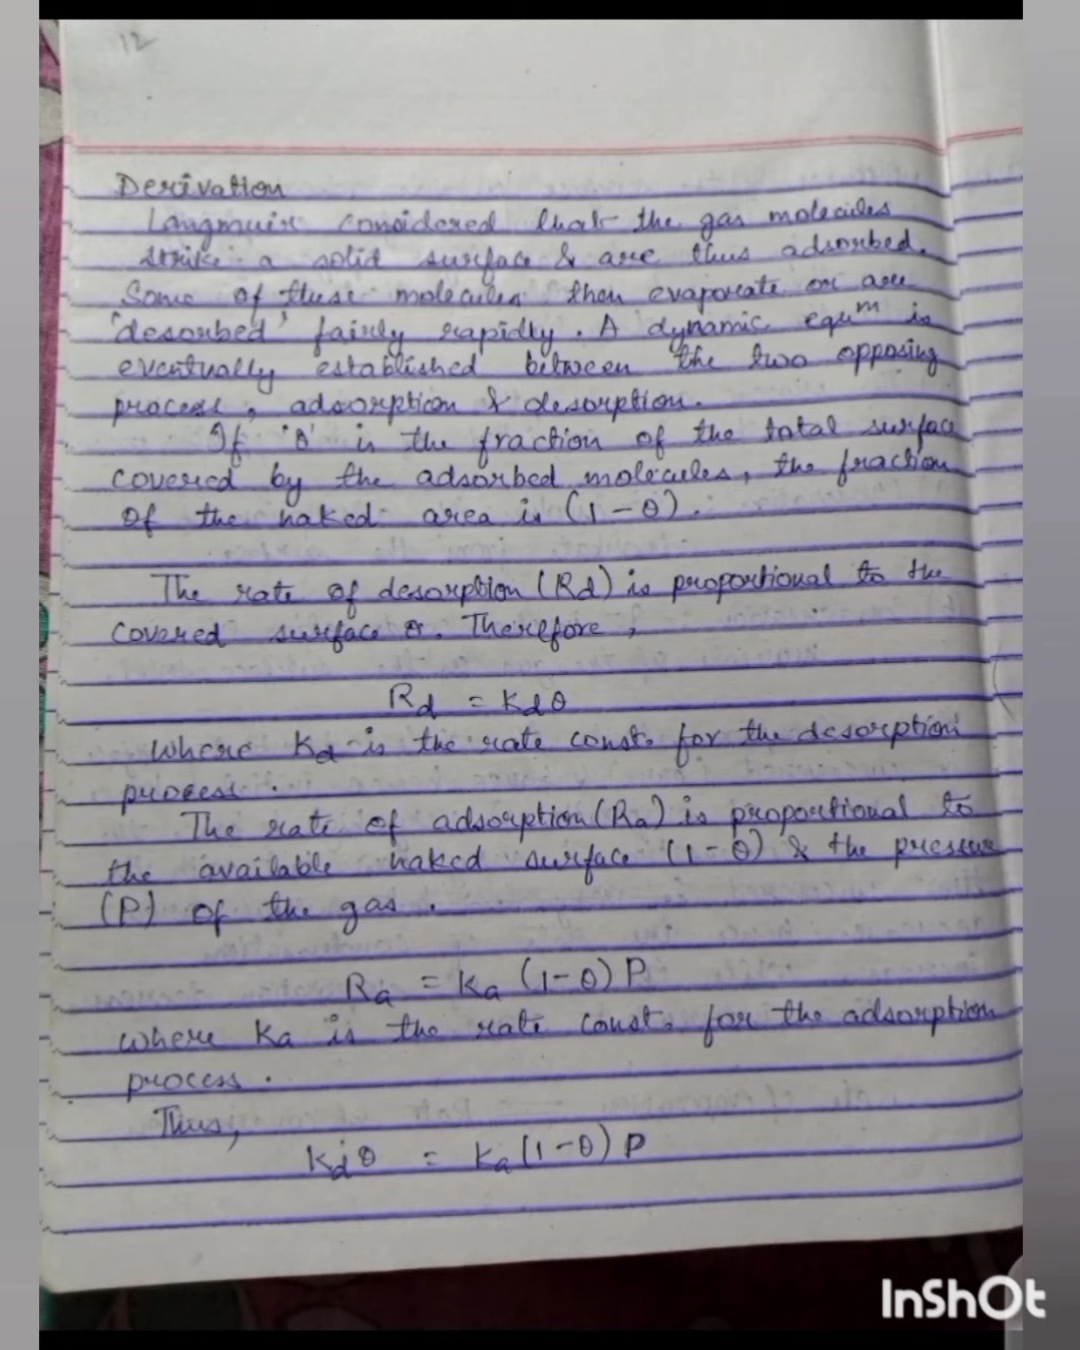 12
Derivation
Langmuir considered that the gas molecules
strike a solid surface & are thus adsorbed.
Some of these molecules then evaporate or are
'desorbed' fairly rapidly. A dynamic equm is
eventually established between the two opposing
process, adsorption & desorption.
If 'θ' is the fraction of the total surface
covered by the adsorbed molecules, the fraction
of the naked area is (1-θ).
The rate of desorption (Rd) is proportional to the
covered surface θ. Therefore,
Rd = Kdθ
where Kd is the rate const. for the desorption
process.
The rate of adsorption (Ra) is proportional to
the available naked surface (1-θ) & the pressure
(P) of the gas.
Ra = Ka (1-θ) P
where Ka is the rate const. for the adsorption
process.
Thus,
Kdθ = Ka (1-θ) P
InShOt